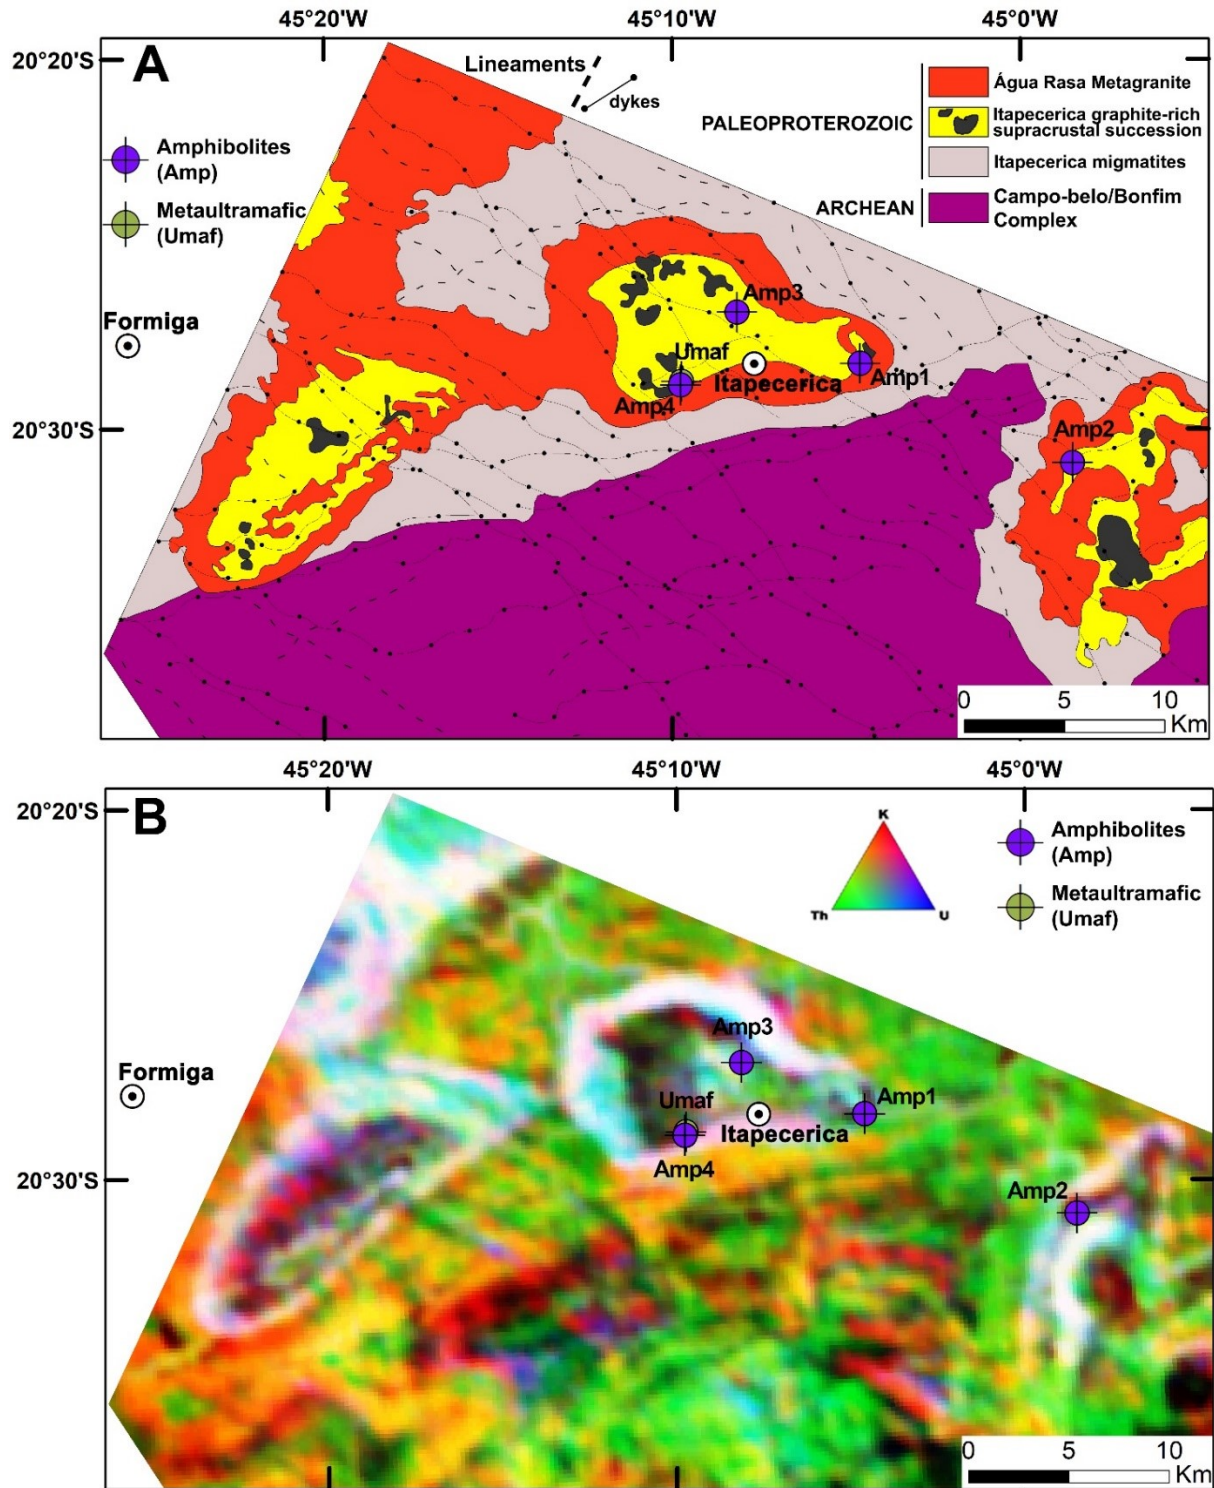 45°20'W 45°10'W 45°0'W
20°20'S
A
Lineaments
dykes
Amphibolites
(Amp)
Metaultramafic
(Umaf)
Água Rasa Metagranite
PALEOPROTEROZOIC
Itapecerica graphite-rich
supracrustal succession
Itapecerica migmatites
ARCHEAN
Campo-belo/Bonfim
Complex
Formiga
Amp3
Umaf
Itapecerica
Amp1
Amp4
20°30'S
Amp2
0 5 10
Km
45°20'W 45°10'W 45°0'W
20°20'S
B
K
Th
U
Amphibolites
(Amp)
Metaultramafic
(Umaf)
Formiga
Amp3
Umaf
Amp1
Itapecerica
Amp4
20°30'S
Amp2
0 5 10
Km